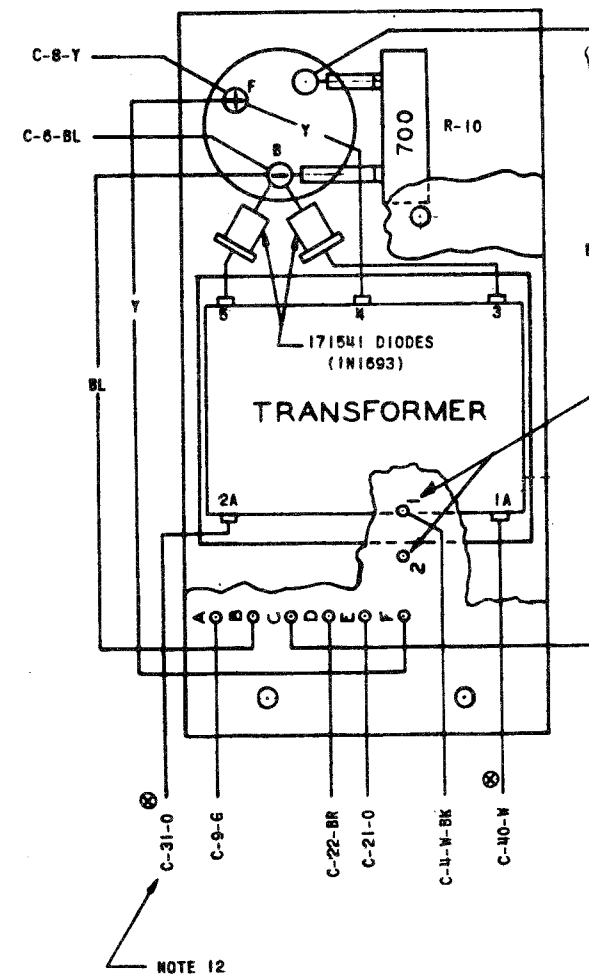 C-8-Y
F
Y
C-6-BL
B
700
R-10
5
4
3
Y
171541 DIODES
(1N1693)
BL
TRANSFORMER
2A
1
1A
2
A B C D E F
C-31-O
C-9-G
C-22-BR
C-21-O
C-4-W-BK
C-40-W
NOTE 12